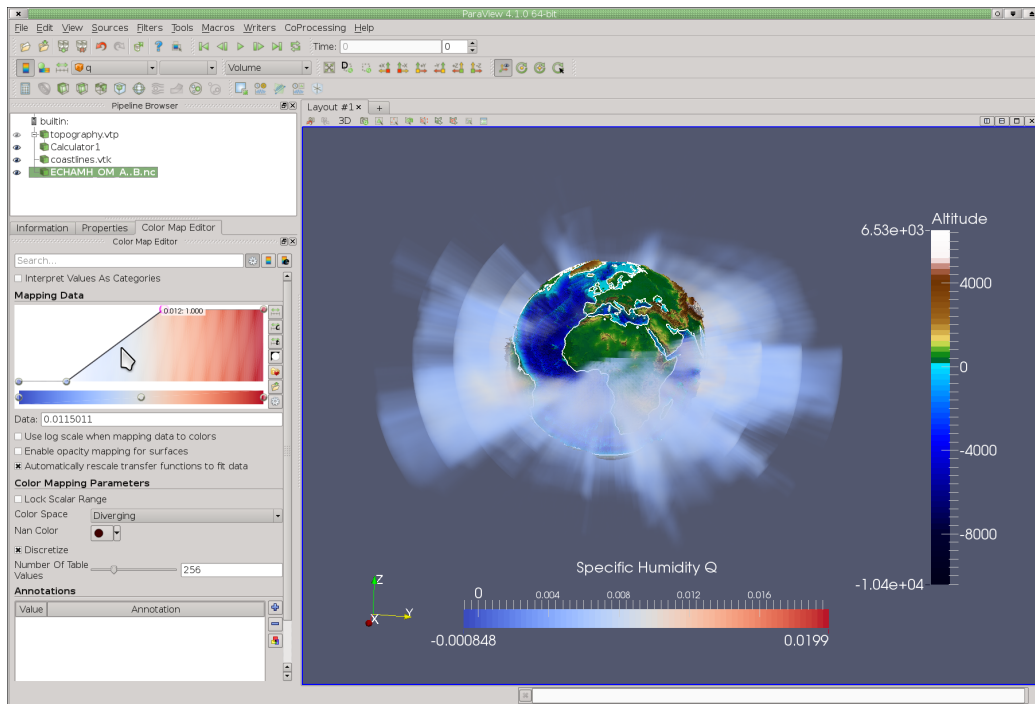 ParaView 4.1.0 64-bit
File Edit View Sources Filters Tools Macros Writers CoProcessing Help
Time: 0 0
q Volume
Pipeline Browser
Layout #1 × +
3D
builtin:
topography.vtp
Calculator1
coastlines.vtk
ECHAMH_OM_A..B.nc
Information Properties Color Map Editor
Color Map Editor
Search...
Interpret Values As Categories
Mapping Data
0.012: 1.000
Data: 0.0115011
Use log scale when mapping data to colors
Enable opacity mapping for surfaces
Automatically rescale transfer functions to fit data
Color Mapping Parameters
Lock Scalar Range
Color Space Diverging
Nan Color
Discretize
Number Of Table Values 256
Annotations
Value Annotation
Altitude
6.53e+03
4000
0
-4000
-8000
-1.04e+04
Z
Y
X
Specific Humidity Q
0 0.004 0.008 0.012 0.016
-0.000848 0.0199